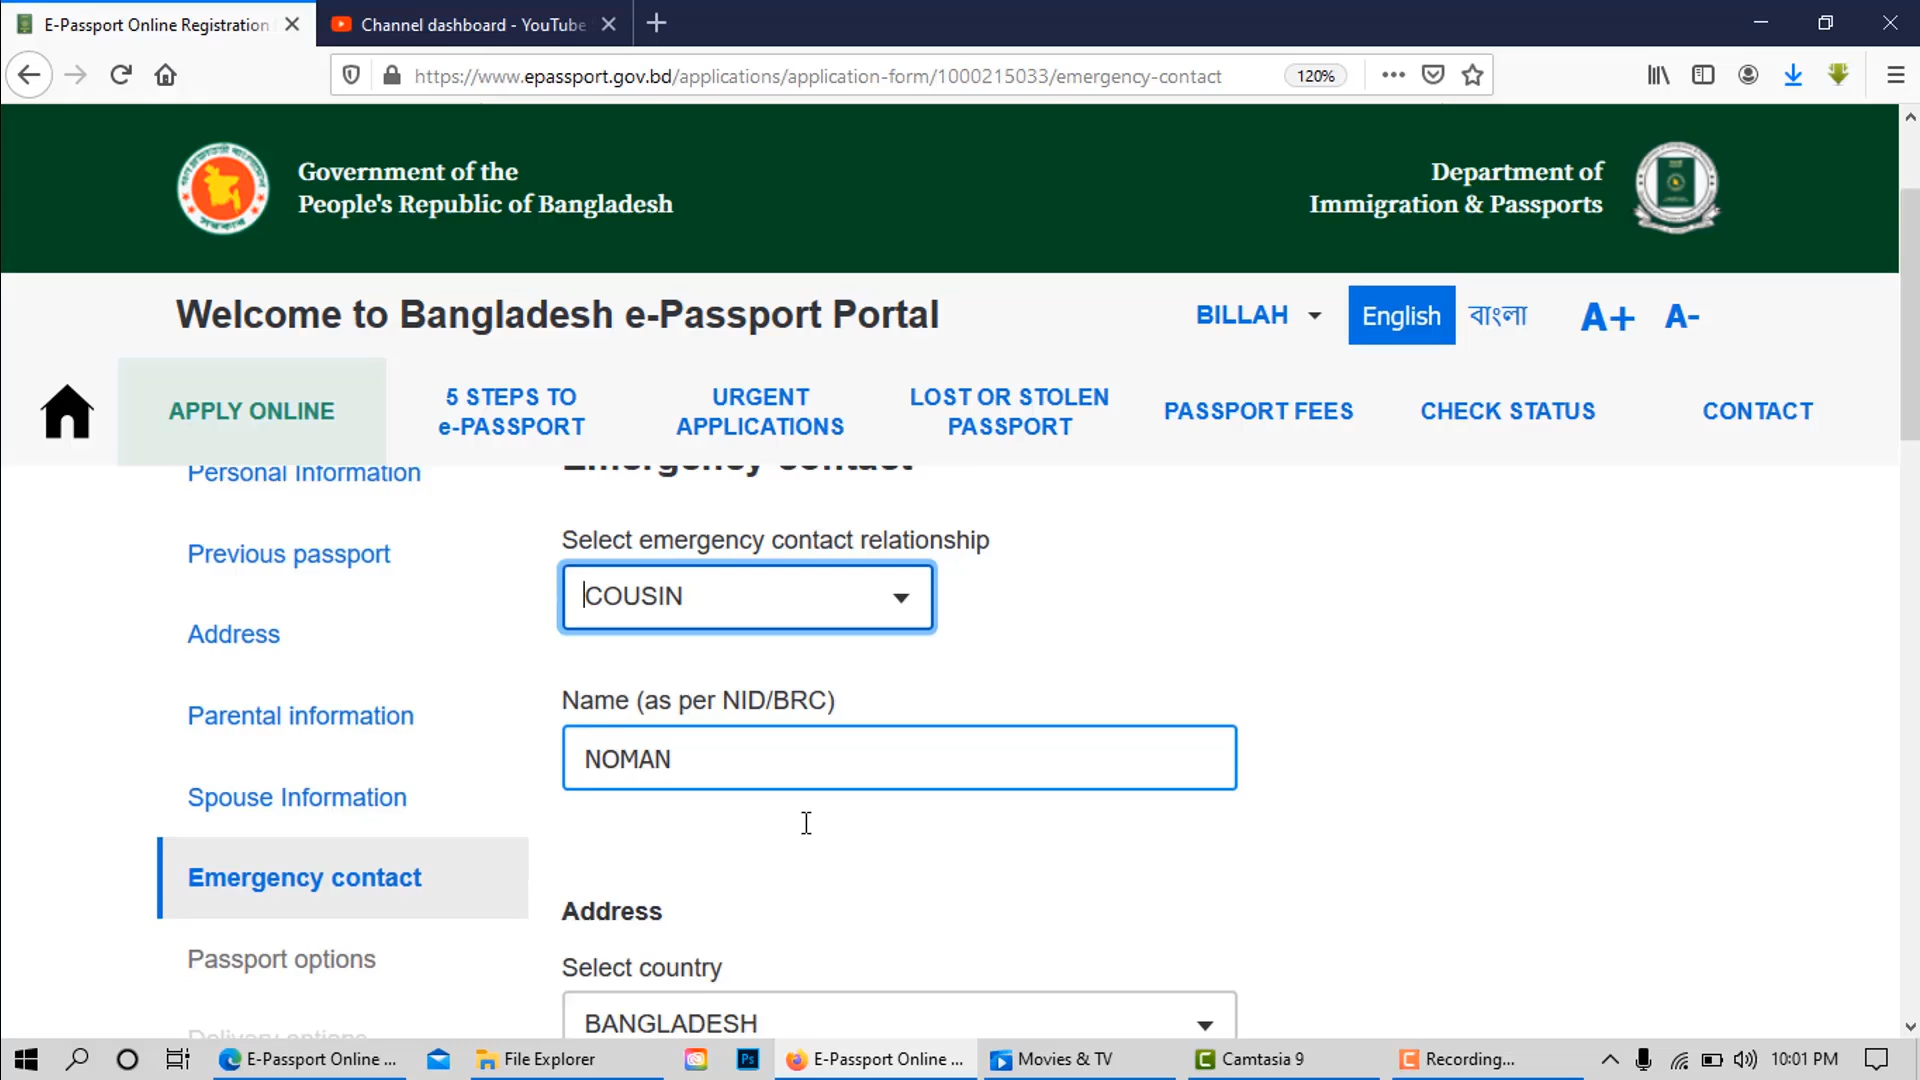 E-Passport Online Registration
Channel dashboard - YouTube
https://www.epassport.gov.bd/applications/application-form/1000215033/emergency-contact
120%
Government of the
People's Republic of Bangladesh
Department of
Immigration & Passports
Welcome to Bangladesh e-Passport Portal
BILLAH
English
বাংলা
A+
A-
APPLY ONLINE
5 STEPS TO
e-PASSPORT
URGENT
APPLICATIONS
LOST OR STOLEN
PASSPORT
PASSPORT FEES
CHECK STATUS
CONTACT
Personal Information
Previous passport
Address
Parental information
Spouse Information
Emergency contact
Passport options
Delivery options
Emergency contact
Select emergency contact relationship
COUSIN
Name (as per NID/BRC)
NOMAN
Address
Select country
BANGLADESH
E-Passport Online ...
File Explorer
Ps
E-Passport Online ...
Movies & TV
Camtasia 9
Recording...
10:01 PM